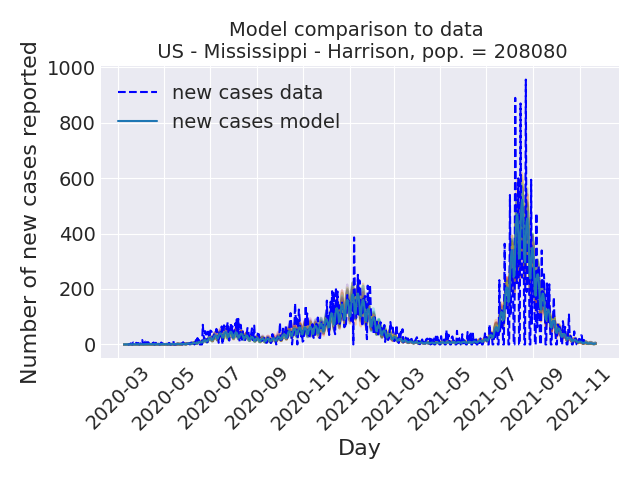 Model comparison to data
US - Mississippi - Harrison, pop. = 208080
Number of new cases reported
1000
800
600
400
200
0
new cases data
new cases model
2020-03
2020-05
2020-07
2020-09
2020-11
2021-01
2021-03
2021-05
2021-07
2021-09
2021-11
Day